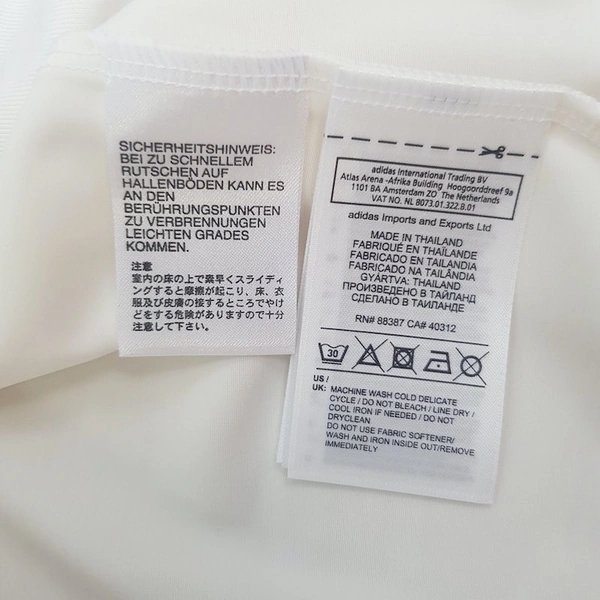 SICHERHEITSHINWEIS:
BEI ZU SCHNELLEM
RUTSCHEN AUF
HALLENBÖDEN KANN ES
AN DEN
BERÜHRUNGSPUNKTEN
ZU VERBRENNUNGEN
LEICHTEN GRADES
KOMMEN.
注意
室内の床の上で素早くスライディ
ングすると摩擦が起こり、床、衣
服及び皮膚の接するところでやけ
どをする危険がありますので十分
注意して下さい。
adidas International Trading BV
Atlas Arena -Afrika Building Hoogoorddreef 9a
1101 BA Amsterdam ZO The Netherlands
VAT NO. NL 8073.01.322.B.01
adidas Imports and Exports Ltd
MADE IN THAILAND
FABRIQUÉ EN THAÏLANDE
FABRICADO EN TAILANDIA
FABRICADO NA TAILÂNDIA
GYÁRTVA: THAILAND
ПРОИЗВЕДЕНО В ТАЙЛАНД
СДЕЛАНО В ТАИЛАНДЕ
RN# 88387 CA# 40312
30
US /
UK: MACHINE WASH COLD DELICATE
CYCLE / DO NOT BLEACH / LINE DRY /
COOL IRON IF NEEDED / DO NOT
DRYCLEAN
DO NOT USE FABRIC SOFTENER/
WASH AND IRON INSIDE OUT/REMOVE
IMMEDIATELY